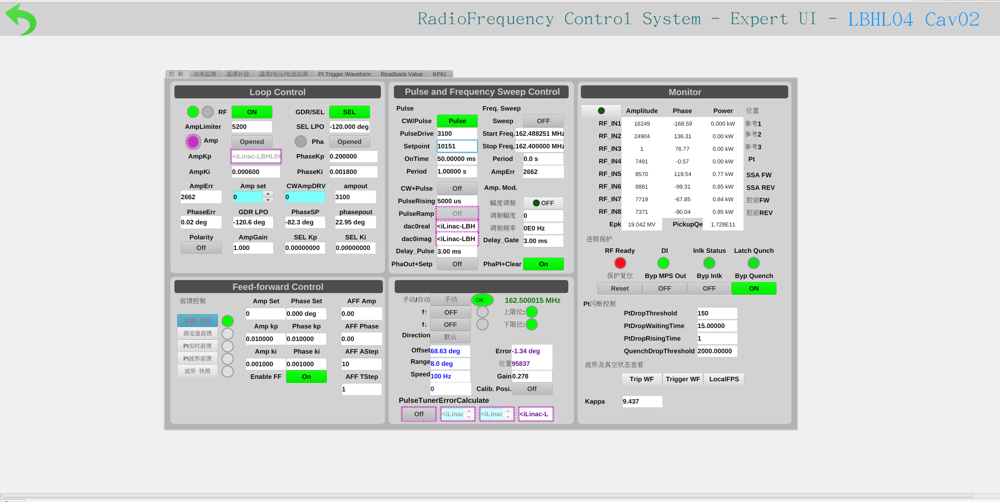 RadioFrequency Control System - Expert UI - LBHL04 Cav02
控 制 功率监测 温漂补偿 温度/电压/电流监测 Pt Trigger Waveform Readback Value KPKI
Loop Control
RF ON GDR/SEL SEL
AmpLimiter 5200 SEL LPO -120.000 deg
Amp Opened Pha Opened
AmpKp <iLinac-LBHL04 PhaseKp 0.200000
AmpKi 0.000600 PhaseKi 0.001800
AmpErr Amp set CWAmpDRV ampout
2662 0 0 3100
PhaseErr GDR LPO PhaseSP phasepout
0.02 deg -120.6 deg -82.3 deg 22.95 deg
Polarity AmpGain SEL Kp SEL Ki
Off 1.000 0.00000000 0.00000000
Pulse and Frequency Sweep Control
Pulse Freq. Sweep
CW/Pulse Pulse Sweep OFF
PulseDrive 3100 Start Freq. 162.488251 MHz
Setpoint 10151 Stop Freq. 162.400000 MHz
OnTime 50.00000 ms Period 0.0 s
Period 1.00000 s AmpErr 2662
CW+Pulse Off Amp. Mod.
PulseRising 5000 us 幅度调制 OFF
PulseRamp Off 调制幅度 0
dac0real <iLinac-LBH 调制频率 0E0 Hz
dac0imag <iLinac-LBH Delay_Gate 3.00 ms
Delay_Pulse 3.00 ms
PhaOut+Setp Off PhaPI+Clear On
Monitor
Amplitude Phase Power 位置
RF_IN1 16249 -168.59 0.000 kW 参考1
RF_IN2 24904 136.31 0.00 kW 参考2
RF_IN3 1 76.77 0.00 kW 参考3
RF_IN4 7491 -0.57 0.00 kW Pt
RF_IN5 8570 119.54 0.77 kW SSA FW
RF_IN6 8881 -99.31 0.85 kW SSA REV
RF_IN7 7719 -67.85 0.84 kW 腔前FW
RF_IN8 7371 -90.04 0.85 kW 腔前REV
Epk 19.042 MV PickupQe 1.728E11
连锁保护
RF Ready DI Inlk Status Latch Qunch
保护复位 Byp MPS Out Byp Inlk Byp Quench
Reset OFF OFF ON
Pt闪断控制
PtDropThreshold 150
PtDropWaitingTime 15.00000
PtDropRisingTime 1
QuenchDropThreshold 2000.00000
波形及真空状态查看
Trip WF Trigger WF LocalFPS
Kappa 9.437
Feed-forward Control
前馈控制 Amp Set Phase Set AFF Amp
0 0.000 deg 0.00
前馈 关闭
Amp kp Phase kp AFF Phase
固定值前馈
0.010000 0.010000 0.00
PI实时前馈
Amp ki Phase ki AFF AStep
PI波形前馈
0.001000 0.001000 10
波形 快照
Enable FF On AFF TStep
1
手动/自动 手动 OK! 162.500015 MHz
f↑ OFF 上限位:
f↓ OFF 下限位:
Direction 默认
Offset 68.63 deg Error -1.34 deg
Range 8.0 deg 位置 95837
Speed 100 Hz Gain 0.278
0 Calib. Posi. Off
PulseTunerErrorCalculate
Off <iLinac <iLinac <iLinac-L